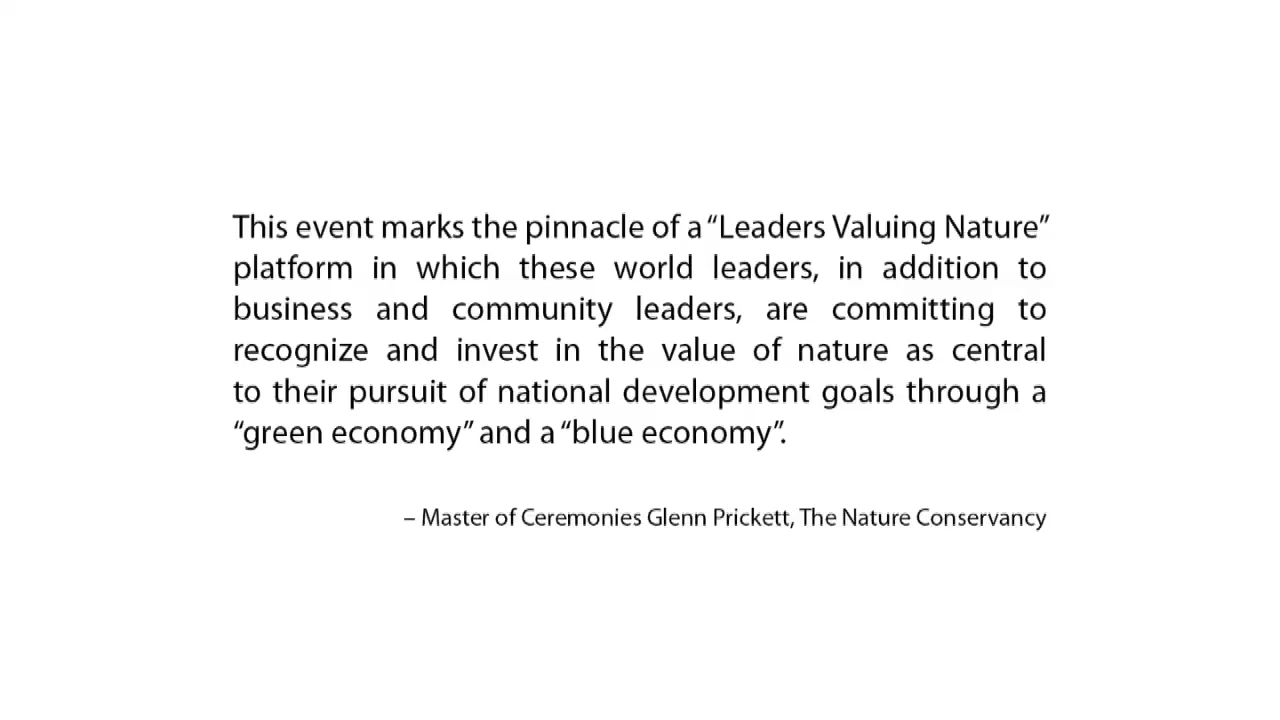 This event marks the pinnacle of a “Leaders Valuing Nature”
platform in which these world leaders, in addition to
business and community leaders, are committing to
recognize and invest in the value of nature as central
to their pursuit of national development goals through a
“green economy” and a “blue economy”.
– Master of Ceremonies Glenn Prickett, The Nature Conservancy